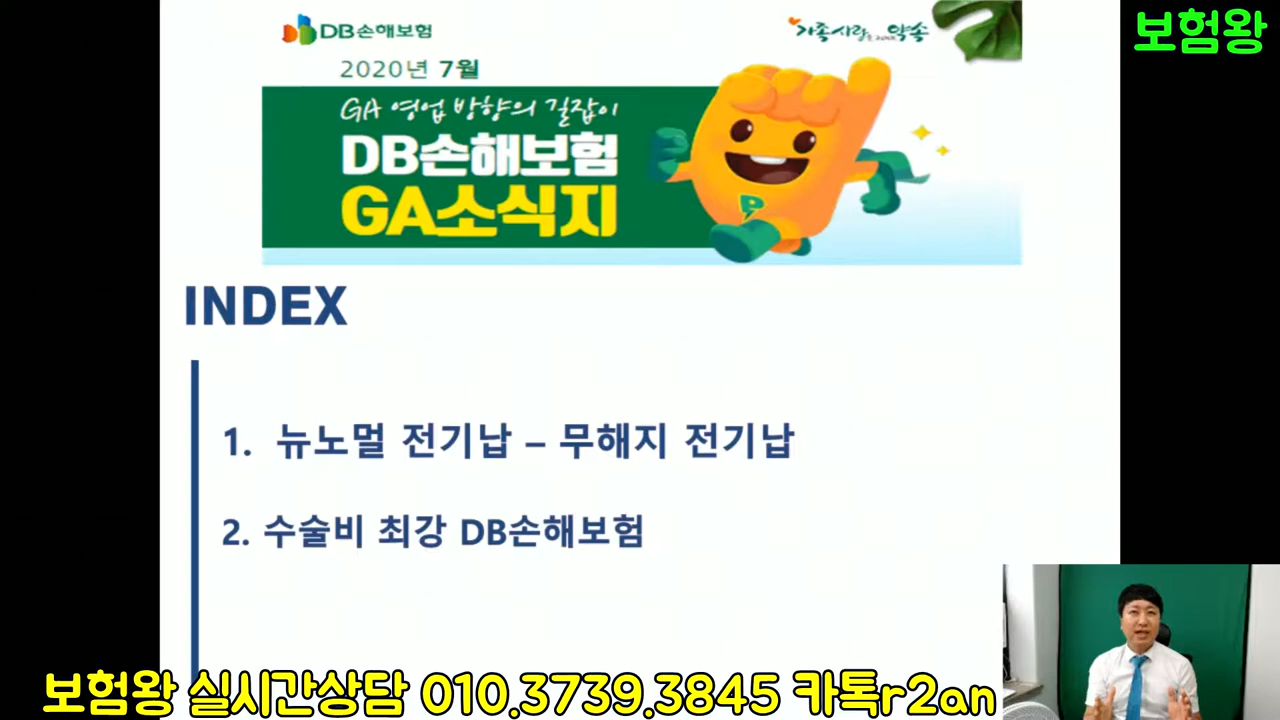 DB손해보험
가족사랑은 그래서 약속
보험왕
2020년 7월
GA 영업 방향의 길잡이
DB손해보험
GA소식지
INDEX
1. 뉴노멀 전기납 – 무해지 전기납
2. 수술비 최강 DB손해보험
보험왕 실시간상담 010.3739.3845 카톡r2an